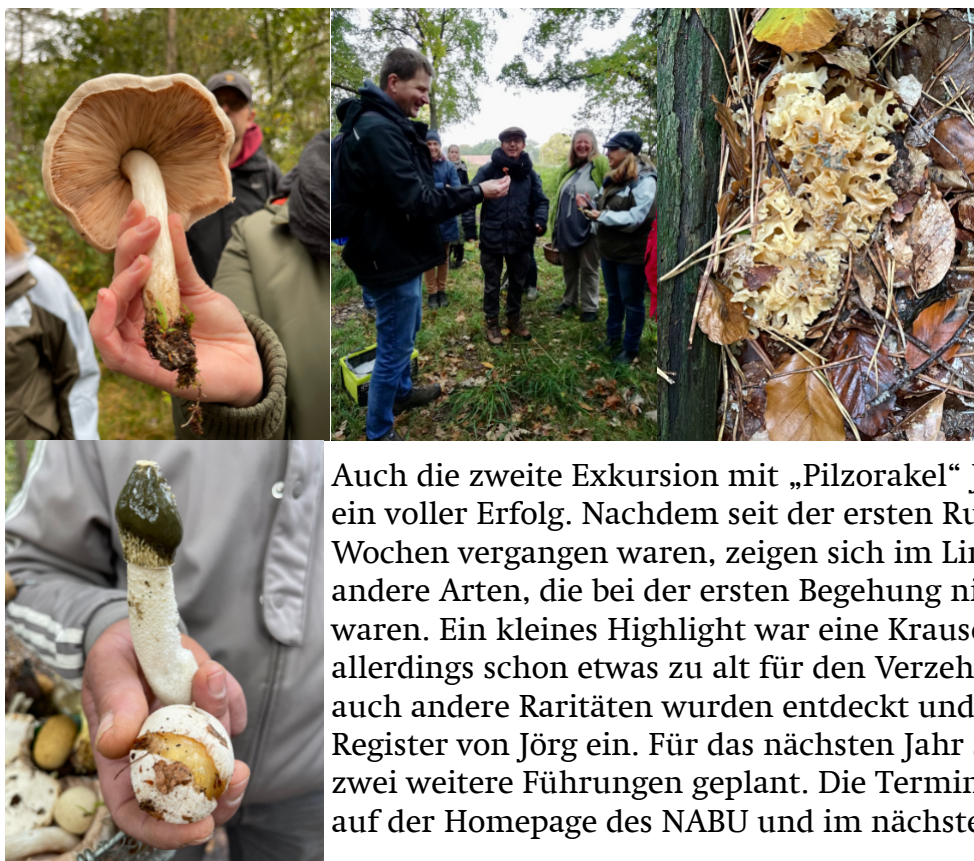 Auch die zweite Exkursion mit „Pilzorakel“
ein voller Erfolg. Nachdem seit der ersten
Wochen vergangen waren, zeigen sich im
andere Arten, die bei der ersten Begehung
waren. Ein kleines Highlight war eine
allerdings schon etwas zu alt für den
auch andere Raritäten wurden entdeckt und
Register von Jörg ein. Für das nächsten Jahr
zwei weitere Führungen geplant. Die
auf der Homepage des NABU und im